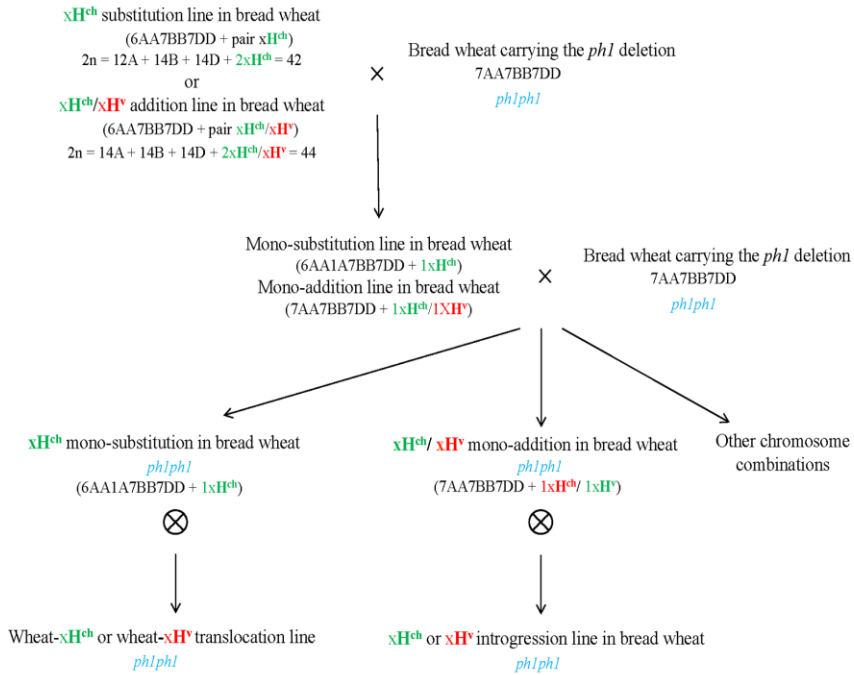 xHᶜʰ substitution line in bread wheat
(6AA7BB7DD + pair xHᶜʰ)
2n = 12A + 14B + 14D + 2xHᶜʰ = 42
or
xHᶜʰ/xHᵛ addition line in bread wheat
(6AA7BB7DD + pair xHᶜʰ/xHᵛ)
2n = 14A + 14B + 14D + 2xHᶜʰ/xHᵛ = 44
×
Bread wheat carrying the ph1 deletion
7AA7BB7DD
ph1ph1
Mono-substitution line in bread wheat
(6AA1A7BB7DD + 1xHᶜʰ)
Mono-addition line in bread wheat
(7AA7BB7DD + 1xHᶜʰ/1XHᵛ)
×
Bread wheat carrying the ph1 deletion
7AA7BB7DD
ph1ph1
xHᶜʰ mono-substitution in bread wheat
ph1ph1
(6AA1A7BB7DD + 1xHᶜʰ)
xHᶜʰ/ xHᵛ mono-addition in bread wheat
ph1ph1
(7AA7BB7DD + 1xHᶜʰ/ 1xHᵛ)
Other chromosome
combinations
Wheat-xHᶜʰ or wheat-xHᵛ translocation line
ph1ph1
xHᶜʰ or xHᵛ introgression line in bread wheat
ph1ph1